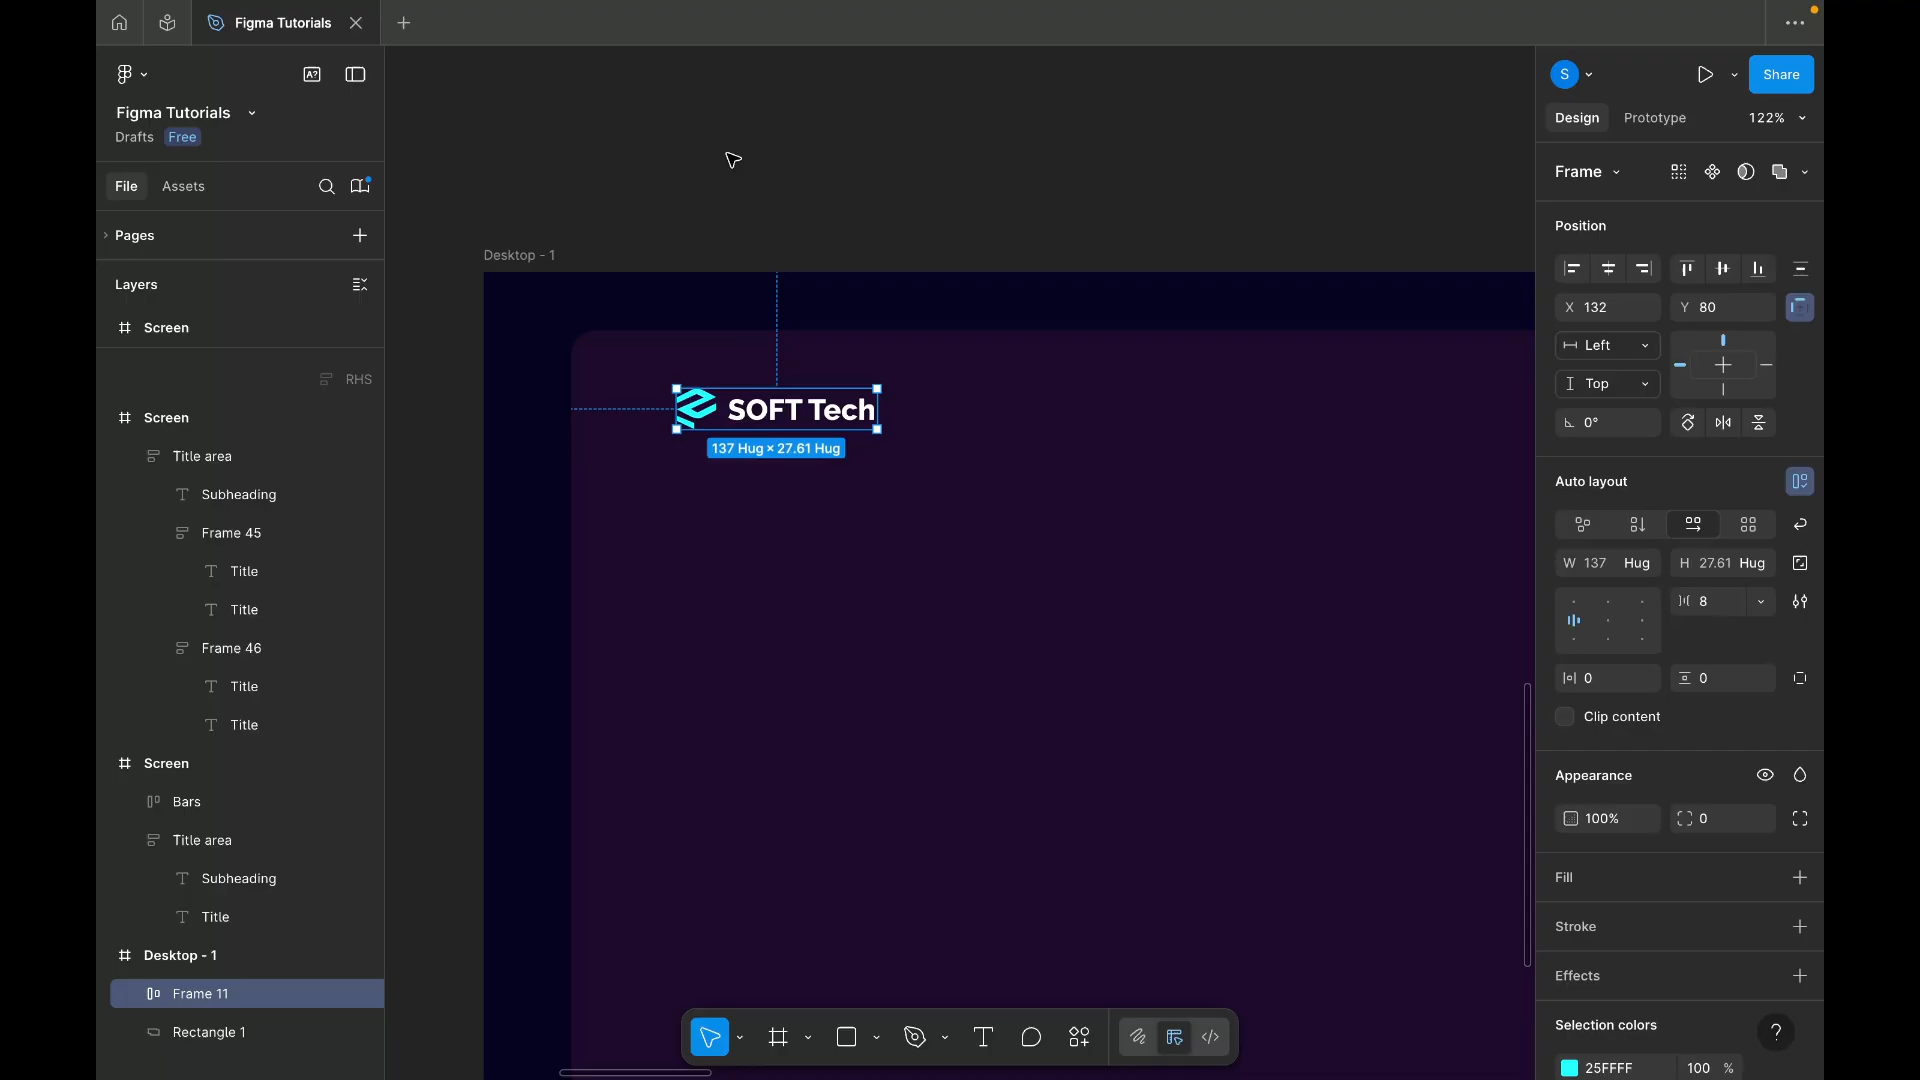 Figma Tutorials
A?
Figma Tutorials
Drafts Free
File Assets
Pages
Layers
Screen
RHS
Screen
Title area
Subheading
Frame 45
Title
Title
Frame 46
Title
Title
Screen
Bars
Title area
Subheading
Title
Desktop - 1
Frame 11
Rectangle 1
Desktop - 1
SOFT Tech
137 Hug × 27.61 Hug
S
Share
Design Prototype 122%
Frame
Position
X 132 Y 80
Left
Top
0°
Auto layout
W 137 Hug H 27.61 Hug
8
0 0
Clip content
Appearance
100% 0
Fill
Stroke
Effects
Selection colors
?
25FFFF 100 %